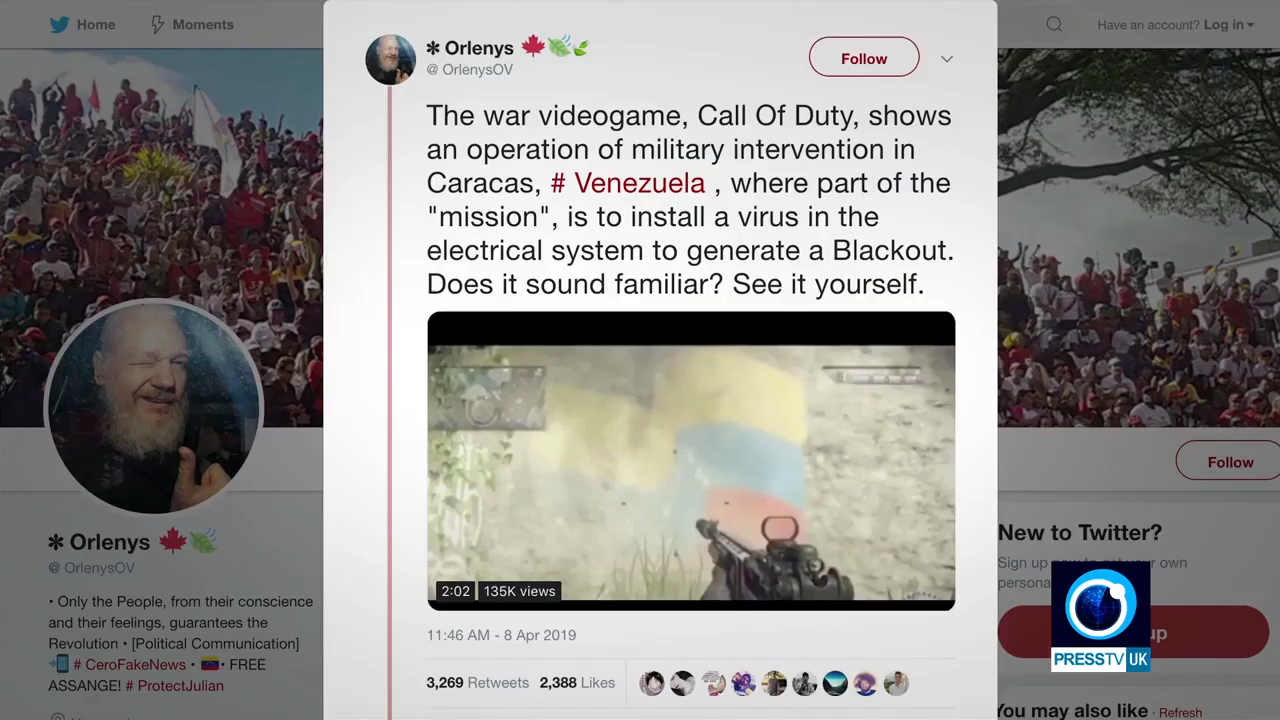 Home
Moments
Have an account? Log in
✻ Orlenys
@ OrlenysOV
Follow
The war videogame, Call Of Duty, shows
an operation of military intervention in
Caracas, # Venezuela , where part of the
"mission", is to install a virus in the
electrical system to generate a Blackout.
Does it sound familiar? See it yourself.
2:02
135K views
11:46 AM - 8 Apr 2019
3,269 Retweets 2,388 Likes
✻ Orlenys
@ OrlenysOV
• Only the People, from their conscience
and their feelings, guarantees the
Revolution • [Political Communication]
# CeroFakeNews • • FREE
ASSANGE! # ProtectJulian
Follow
New to Twitter?
Sign up now to get your own
PRESSTV UK
You may also like · Refresh